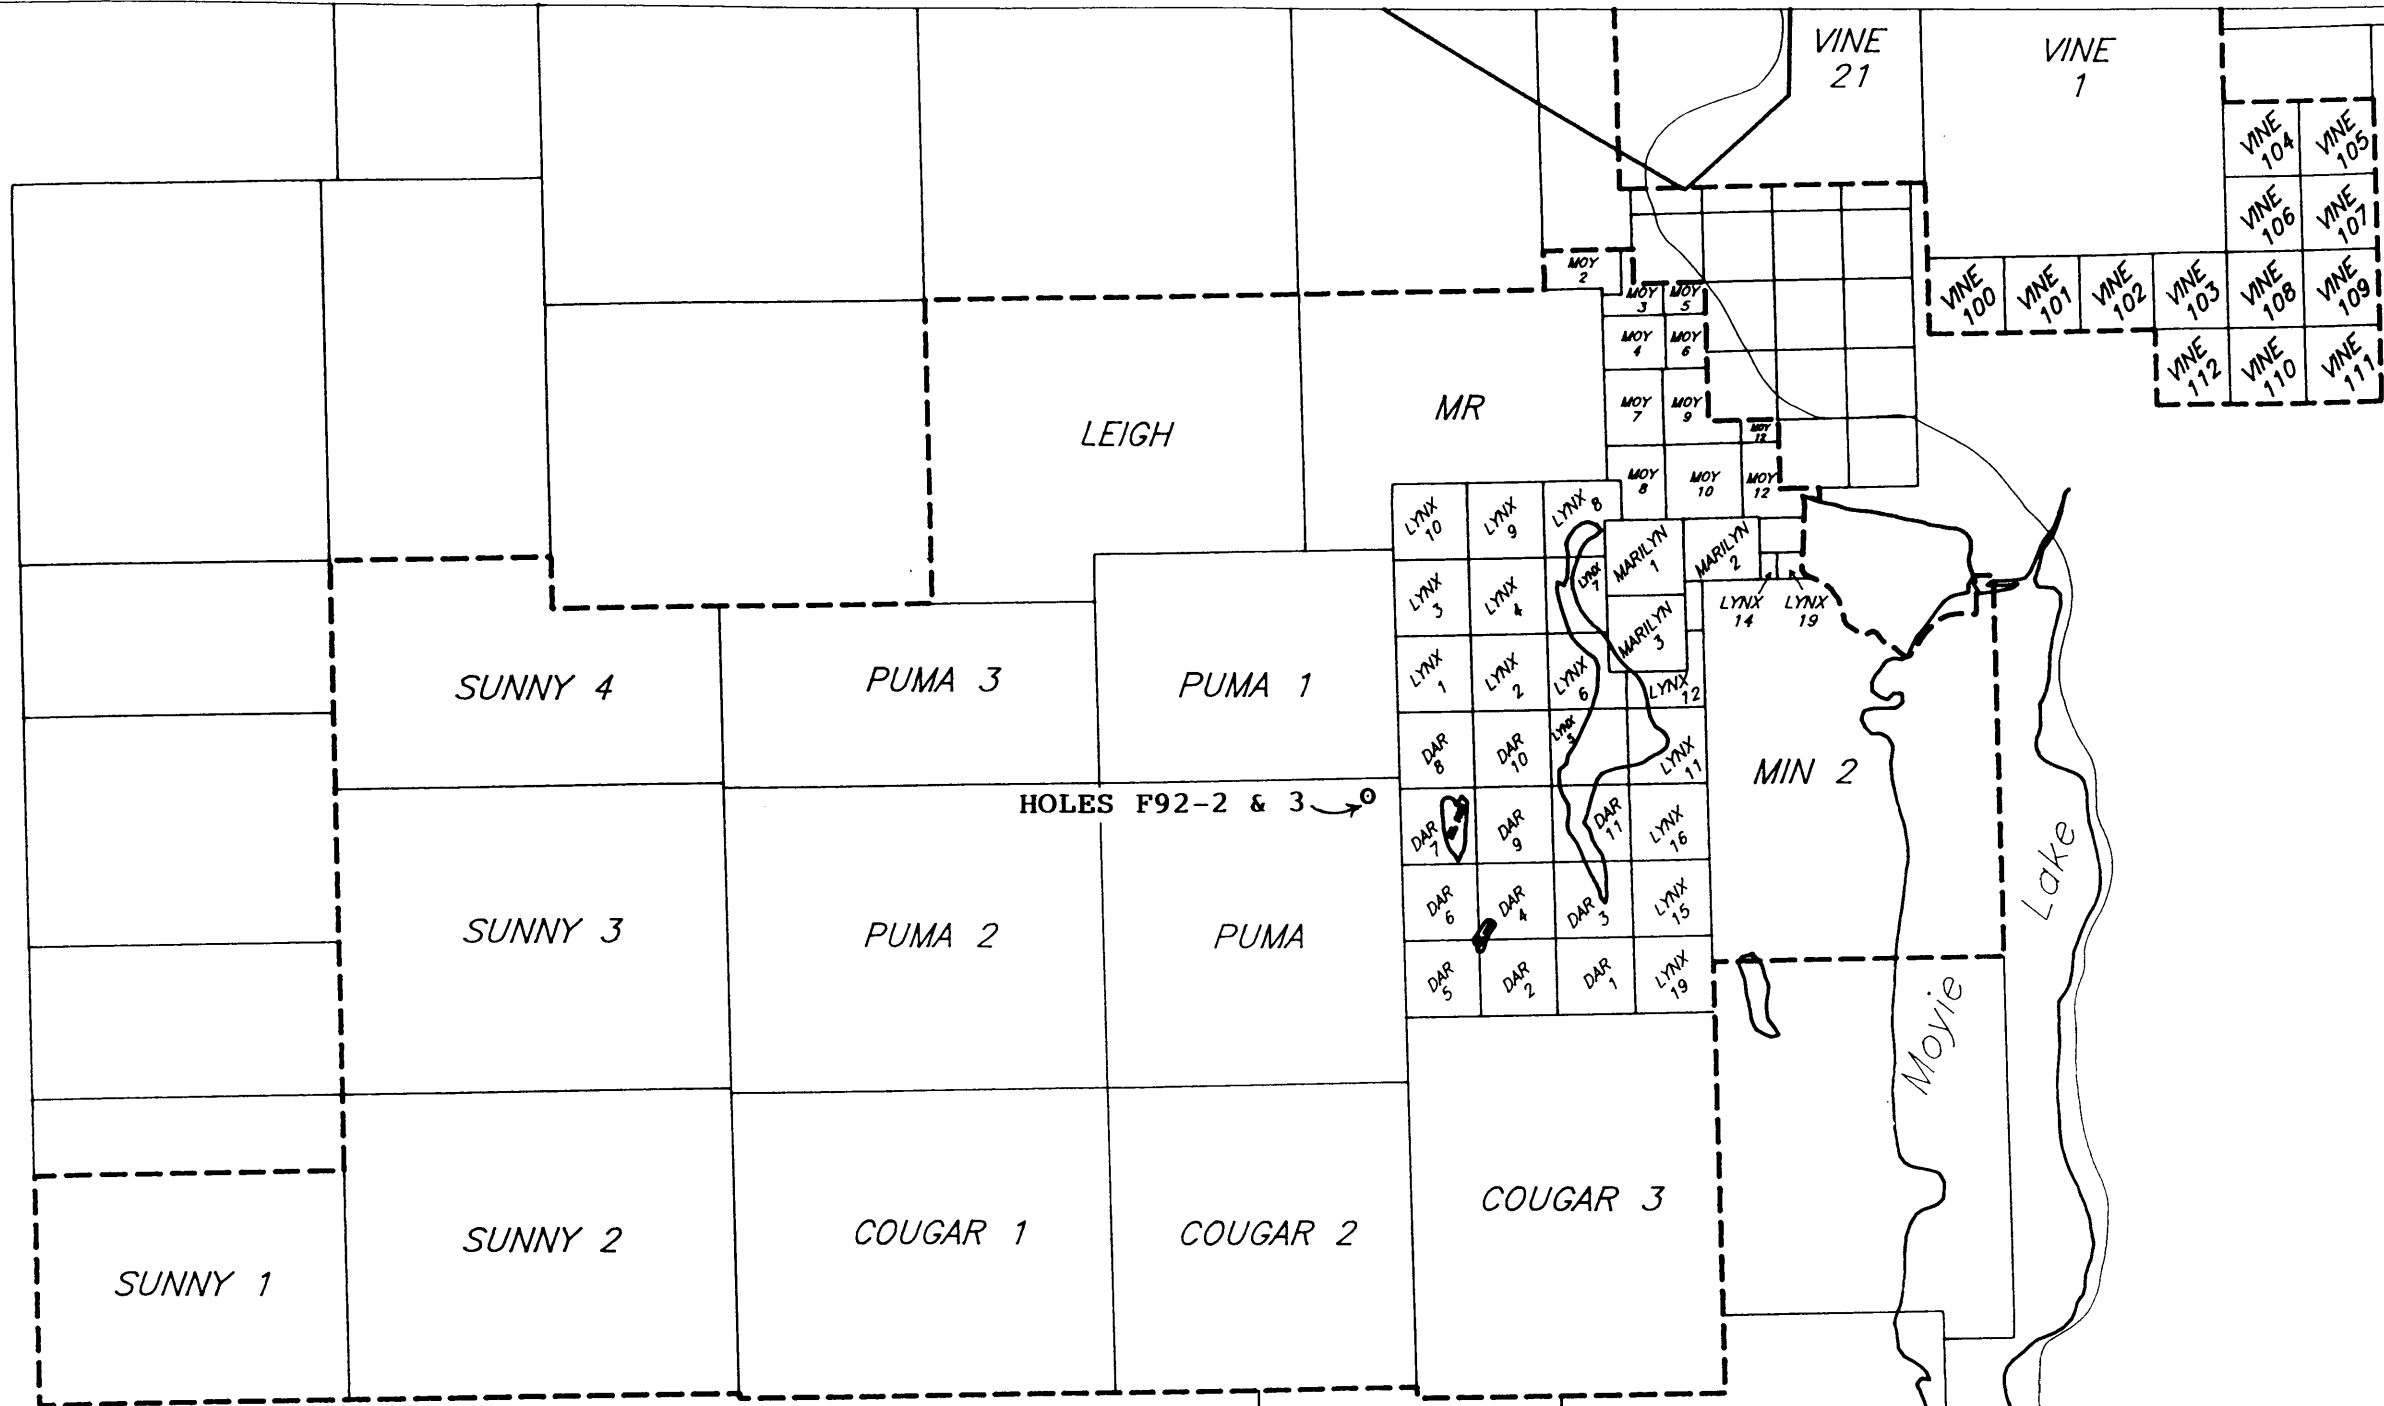 VINE
21
VINE
1
VINE
104
VINE
105
VINE
106
VINE
107
VINE
100
VINE
101
VINE
102
VINE
103
VINE
108
VINE
109
VINE
112
VINE
110
VINE
111
MOY
2
MOY
3
MOY
5
MOY
4
MOY
6
MOY
7
MOY
9
MOY
12
MOY
8
MOY
10
MOY
12
LEIGH
MR
LYNX
10
LYNX
9
LYNX
8
MARILYN
1
MARILYN
2
LYNX
3
LYNX
4
LYNX
7
MARILYN
3
LYNX
14
LYNX
19
SUNNY 4
PUMA 3
PUMA 1
LYNX
1
LYNX
2
LYNX
6
LYNX
12
DAR
8
DAR
10
LYNX
5
LYNX
11
MIN 2
HOLES F92-2 & 3
DAR
7
DAR
9
DAR
11
LYNX
16
SUNNY 3
PUMA 2
PUMA
DAR
6
DAR
4
DAR
3
LYNX
15
DAR
5
DAR
2
DAR
1
LYNX
19
Moyie
Lake
SUNNY 1
SUNNY 2
COUGAR 1
COUGAR 2
COUGAR 3